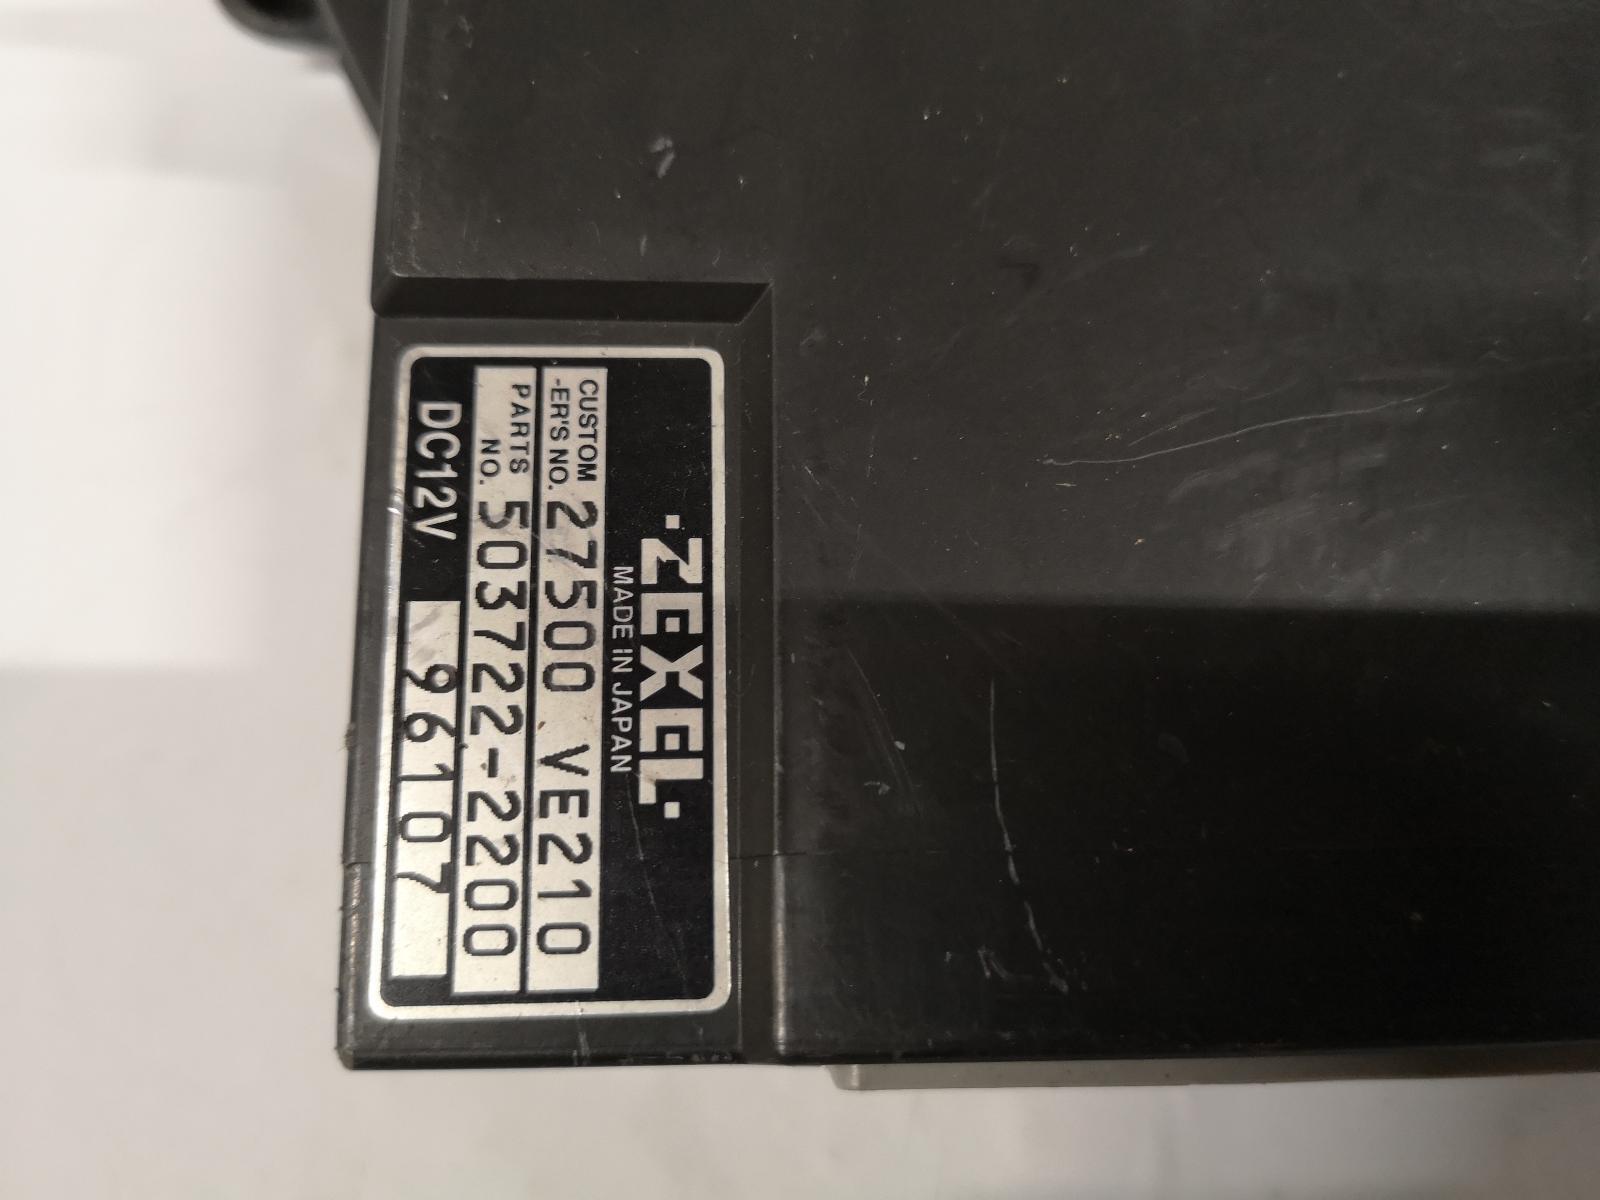 ·ZEXEL·
MADE IN JAPAN
CUSTOM
-ER'S NO. 27500 VE210
PARTS
NO. 503722-2200
DC12V 96107